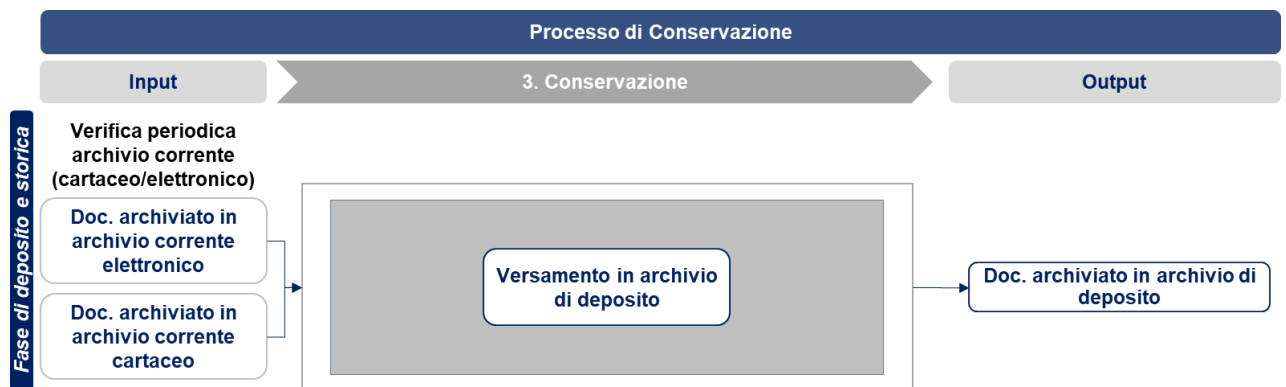 Processo di Conservazione
Input
3. Conservazione
Output
Fase di deposito e storica
Verifica periodica
archivio corrente
(cartaceo/elettronico)
Doc. archiviato in
archivio corrente
elettronico
Doc. archiviato in
archivio corrente
cartaceo
Versamento in archivio
di deposito
Doc. archiviato in archivio di
deposito